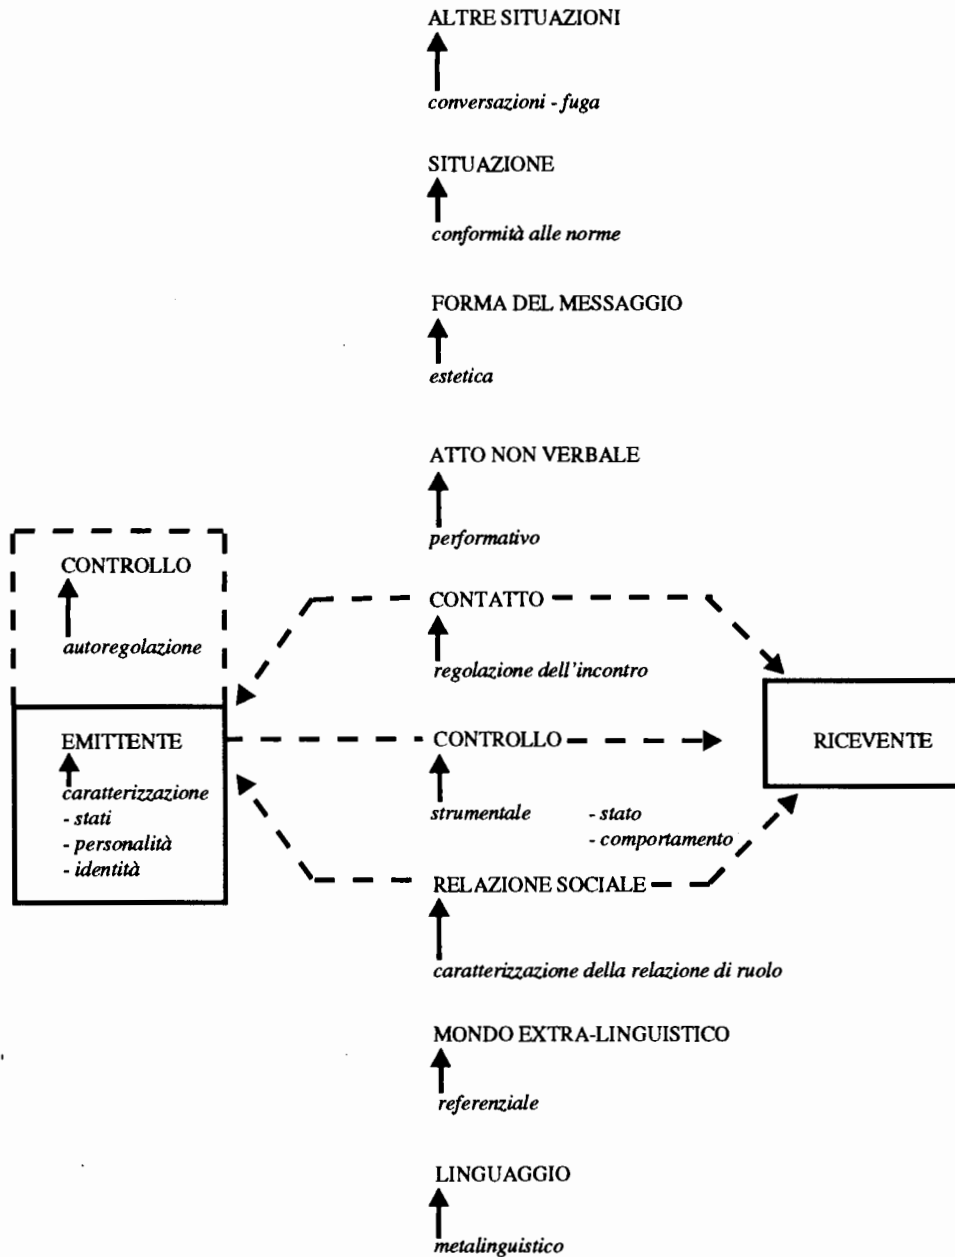 ALTRE SITUAZIONI
conversazioni - fuga
SITUAZIONE
conformità alle norme
FORMA DEL MESSAGGIO
estetica
ATTO NON VERBALE
performativo
CONTROLLO
autoregolazione
CONTATTO
regolazione dell'incontro
EMITTENTE
caratterizzazione
- stati
- personalità
- identità
CONTROLLO
strumentale - stato
- comportamento
RICEVENTE
RELAZIONE SOCIALE
caratterizzazione della relazione di ruolo
MONDO EXTRA-LINGUISTICO
referenziale
LINGUAGGIO
metalinguistico